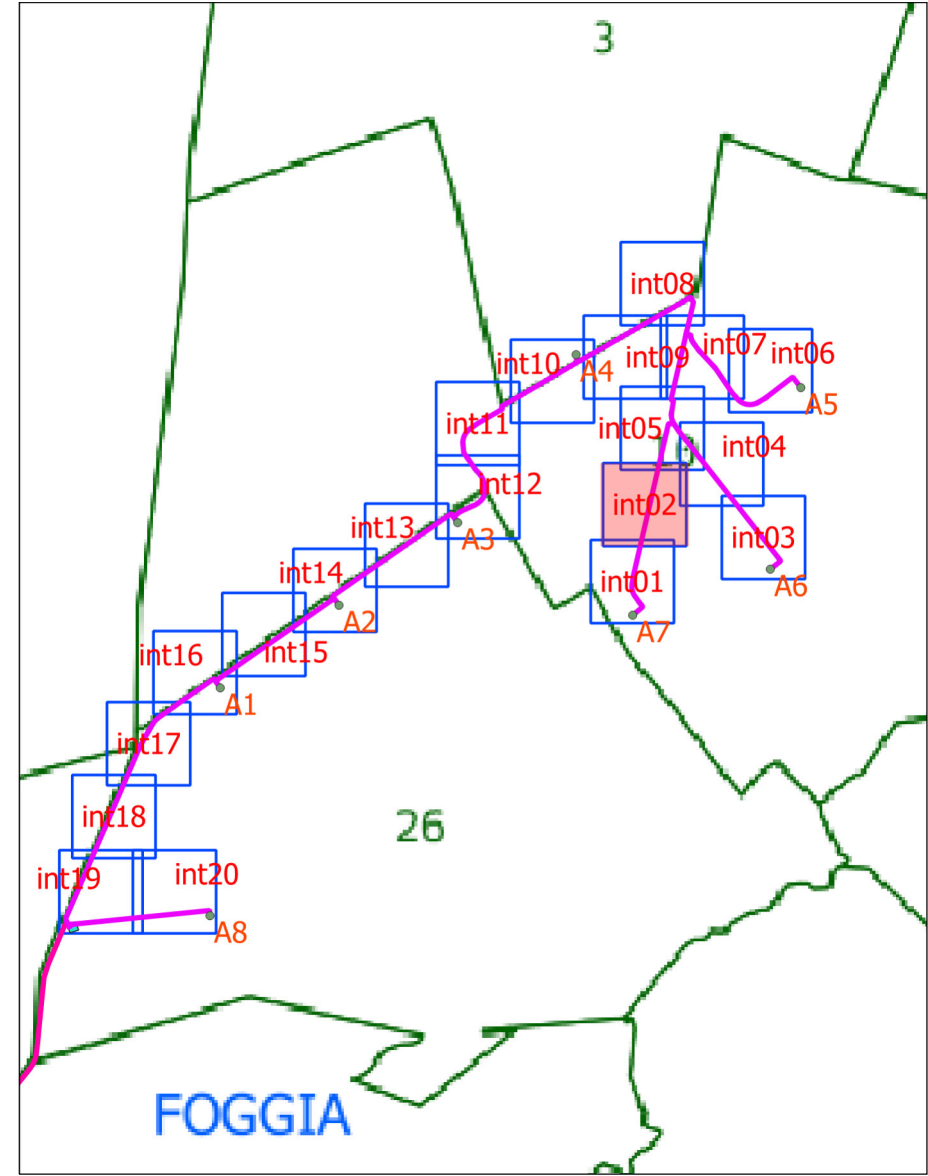 3
int08
int07
int09
int06
int10
A4
A5
int11
int05
int04
int12
int02
int13
A3
int03
int14
int01
A6
A2
A7
int16
int15
A1
int17
26
int18
int19
int20
A8
FOGGIA